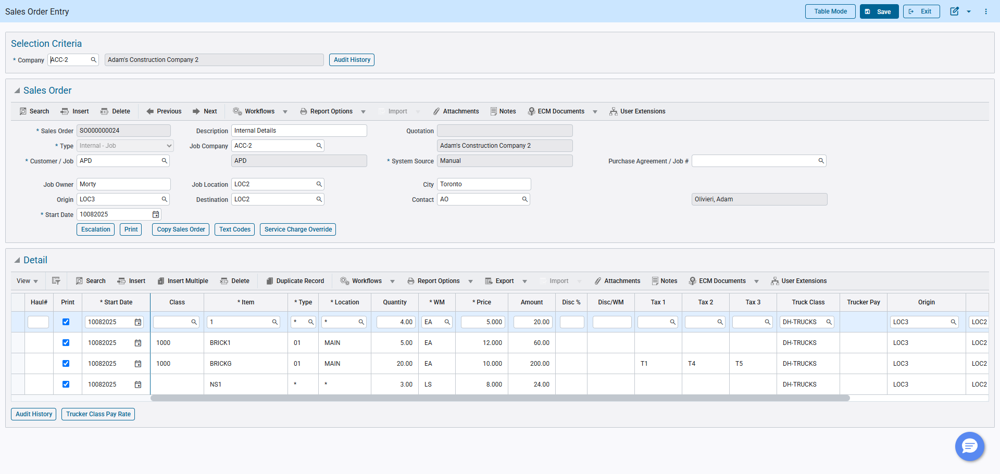 Sales Order Entry Table Mode Save Exit
Selection Criteria
* Company ACC-2 Adam's Construction Company 2 Audit History
Sales Order
Search Insert Delete Previous Next Workflows Report Options Import Attachments Notes ECM Documents User Extensions
* Sales Order SO000000024 Description Internal Details Quotation
* Type Internal - Job Job Company ACC-2 Adam's Construction Company 2
* Customer / Job APD APD * System Source Manual Purchase Agreement / Job #
Job Owner Morty Job Location LOC2 City Toronto
Origin LOC3 Destination LOC2 Contact AO Olivieri, Adam
* Start Date 10082025
Escalation Print Copy Sales Order Text Codes Service Charge Override
Detail
View Search Insert Insert Multiple Delete Duplicate Record Workflows Report Options Export Import Attachments Notes ECM Documents User Extensions
Haul# Print * Start Date Class * Item * Type * Location Quantity * WM * Price Amount Disc % Disc/WM Tax 1 Tax 2 Tax 3 Truck Class Trucker Pay Origin
10082025 1 * * 4.00 EA 5.000 20.00 DH-TRUCKS LOC3 LOC2
10082025 1000 BRICK1 01 MAIN 5.00 EA 12.000 60.00 DH-TRUCKS LOC3 LOC2
10082025 1000 BRICKG 01 MAIN 20.00 EA 10.000 200.00 T1 T4 T5 DH-TRUCKS LOC3 LOC2
10082025 NS1 * * 3.00 LS 8.000 24.00 DH-TRUCKS LOC3 LOC2
Audit History Trucker Class Pay Rate